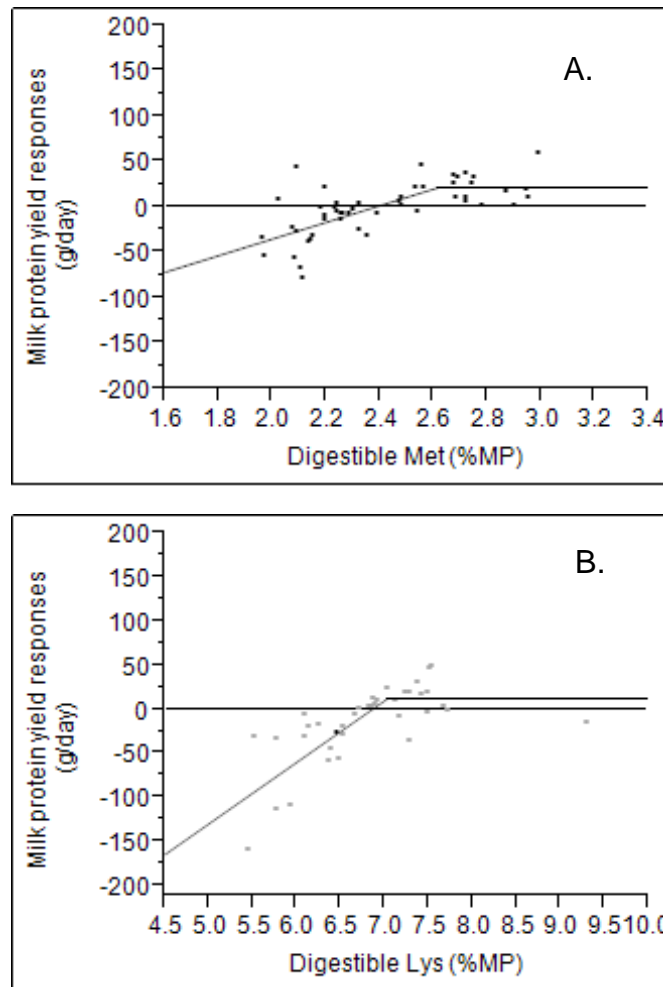 A.
Milk protein yield responses
(g/day)
200
150
100
50
0
-50
-100
-150
-200
1.6 1.8 2.0 2.2 2.4 2.6 2.8 3.0 3.2 3.4
Digestible Met (%MP)
B.
Milk protein yield responses
(g/day)
200
150
100
50
0
-50
-100
-150
-200
4.5 5.0 5.5 6.0 6.5 7.0 7.5 8.0 8.5 9.0 9.5 10.0
Digestible Lys (%MP)